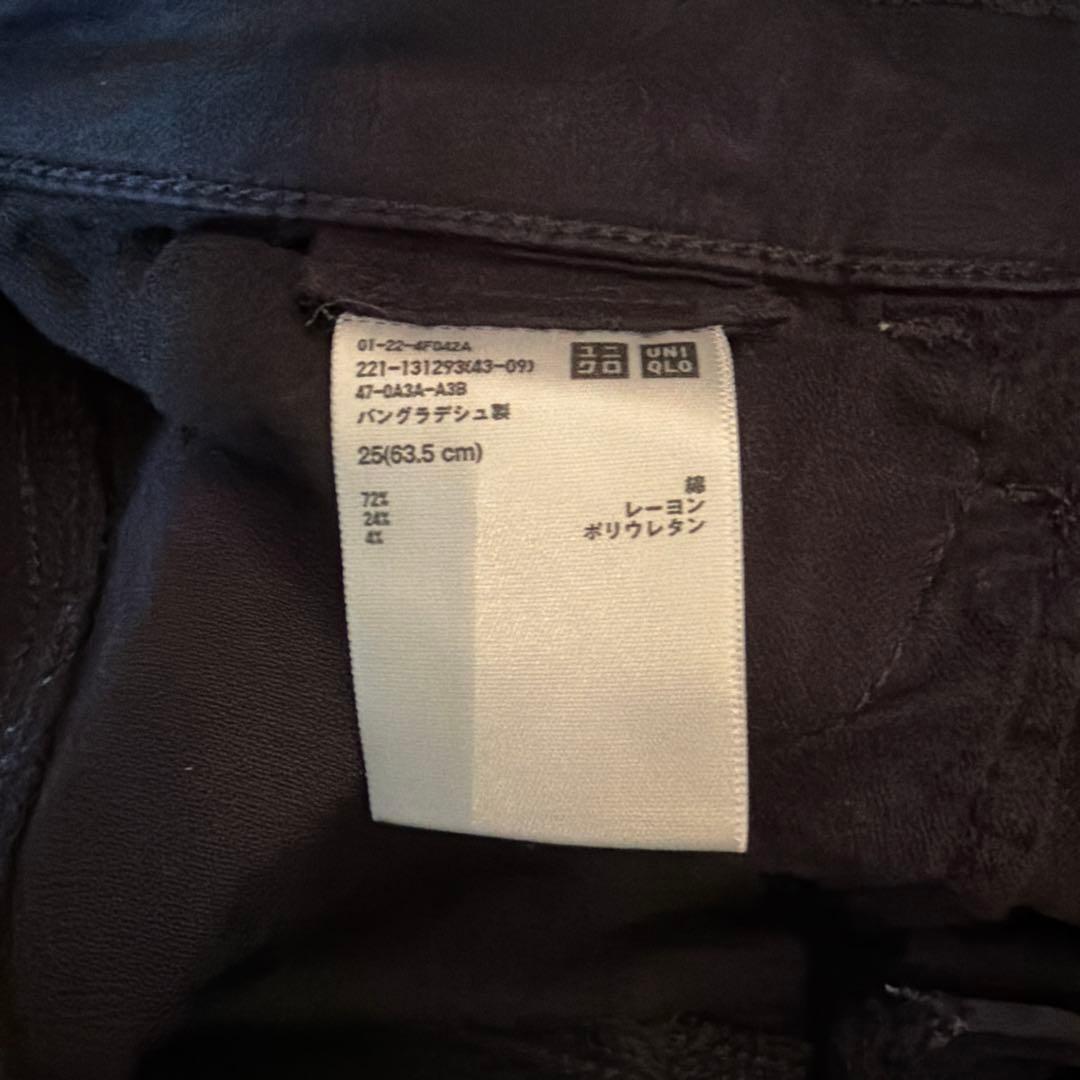 01-22-4F042A
221-131293(43-09)
47-0A3A-A3B
バングラデシュ製
ユニクロ
UNIQLO
25(63.5 cm)
72% 綿
24% レーヨン
4% ポリウレタン